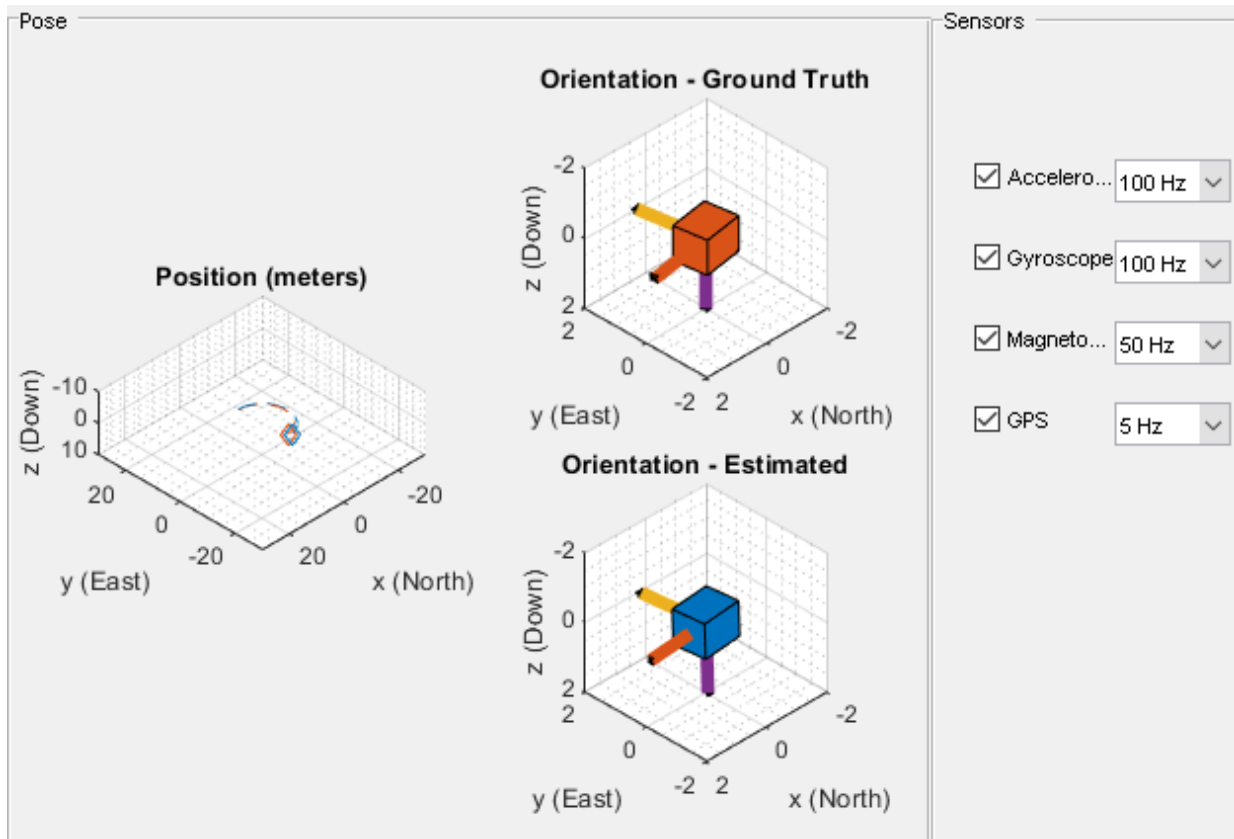 Pose
Position (meters)
-10
0
10
z (Down)
20
0
-20
y (East)
20
0
-20
x (North)
Orientation - Ground Truth
-2
0
2
z (Down)
2
0
-2
y (East)
2
0
-2
x (North)
Orientation - Estimated
-2
0
2
z (Down)
2
0
-2
y (East)
2
0
-2
x (North)
Sensors
Accelero... 100 Hz
Gyroscope 100 Hz
Magneto... 50 Hz
GPS 5 Hz